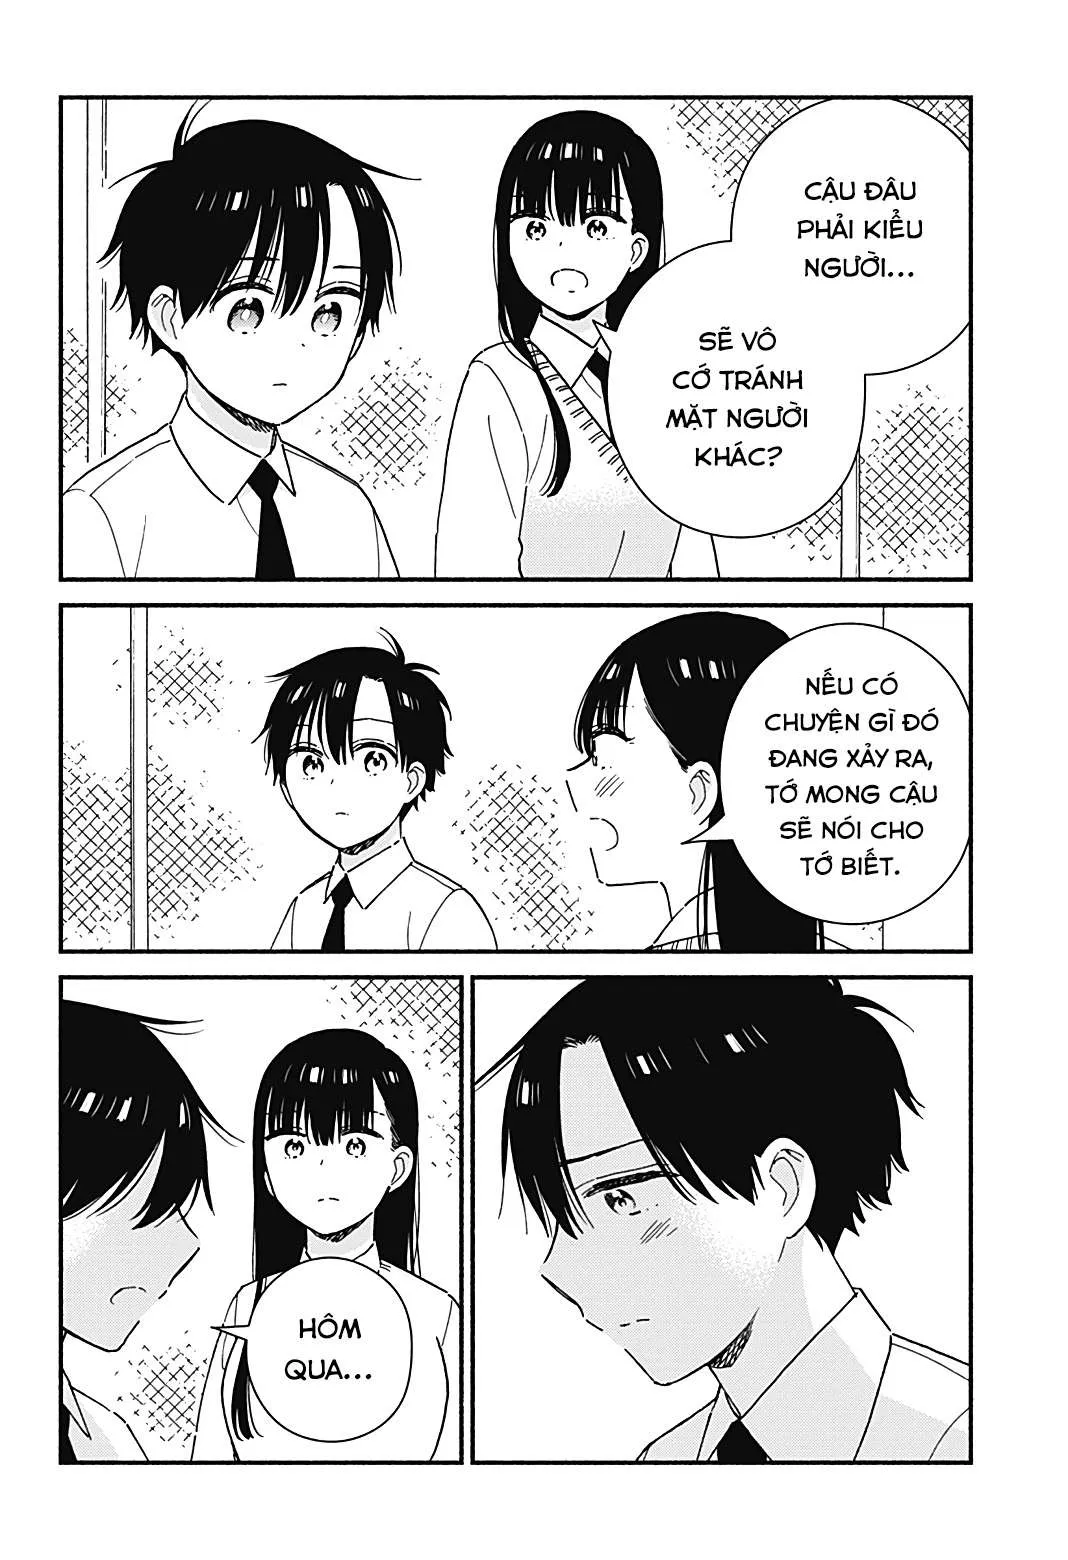 CẬU ĐÂU
PHẢI KIỂU
NGƯỜI...
SẼ VÔ
CỚ TRÁNH
MẶT NGƯỜI
KHÁC?
NẾU CÓ
CHUYỆN GÌ ĐÓ
ĐANG XẢY RA,
TỚ MONG CẬU
SẼ NÓI CHO
TỚ BIẾT.
HÔM
QUA...